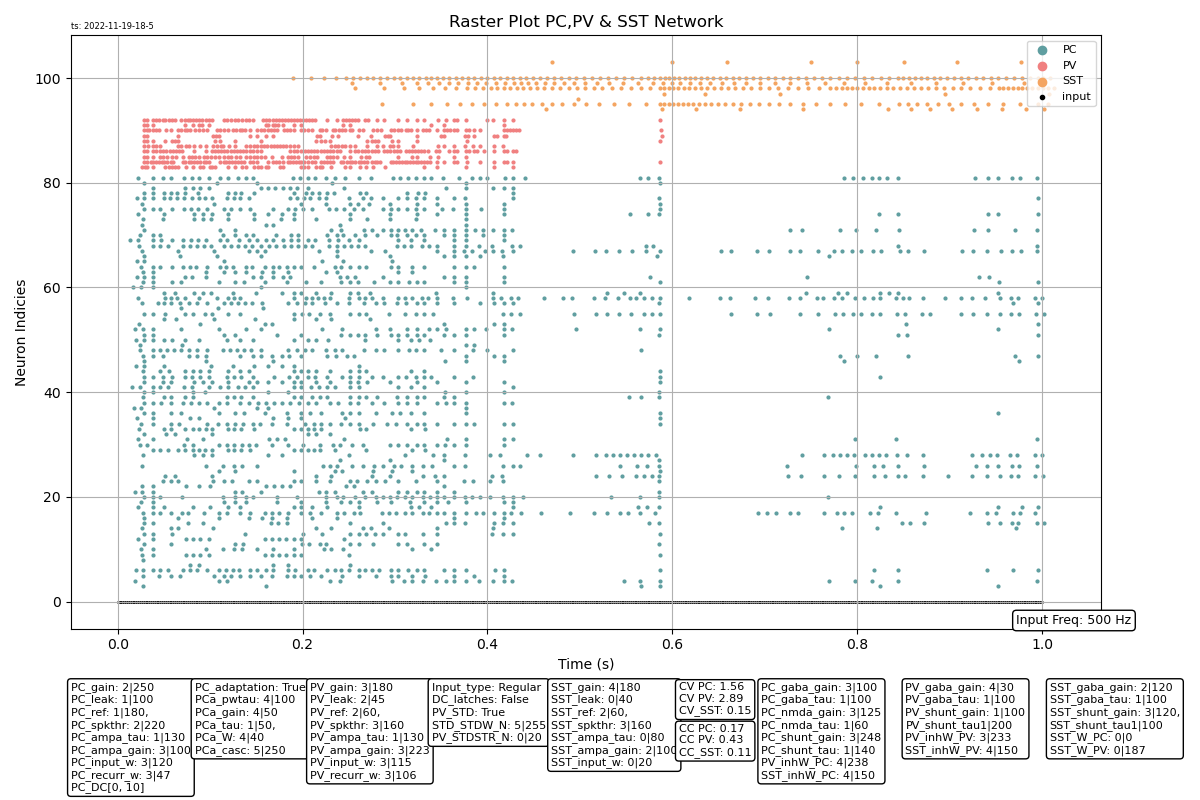 ts: 2022-11-19-18-5
Raster Plot PC,PV & SST Network
PC
PV
SST
input
100
80
60
40
20
0
Neuron Indicies
0.0
0.2
0.4
0.6
0.8
1.0
Time (s)
Input Freq: 500 Hz
PC_gain: 2|250
PC_leak: 1|100
PC_ref: 1|180,
PC_spkthr: 2|220
PC_ampa_tau: 1|130
PC_ampa_gain: 3|100
PC_input_w: 3|120
PC_recurr_w: 3|47
PC_DC[0, 10]
PC_adaptation: True
PCa_pwtau: 4|100
PCa_gain: 4|50
PCa_tau: 1|50,
PCa_W: 4|40
PCa_casc: 5|250
PV_gain: 3|180
PV_leak: 2|45
PV_ref: 2|60,
PV_spkthr: 3|160
PV_ampa_tau: 1|130
PV_ampa_gain: 3|223
PV_input_w: 3|115
PV_recurr_w: 3|106
Input_type: Regular
DC_latches: False
PV_STD: True
STD_STDW_N: 5|255
PV_STDSTR_N: 0|20
SST_gain: 4|180
SST_leak: 0|40
SST_ref: 2|60,
SST_spkthr: 3|160
SST_ampa_tau: 0|80
SST_ampa_gain: 2|100
SST_input_w: 0|20
CV PC: 1.56
CV PV: 2.89
CV_SST: 0.15
CC PC: 0.17
CC PV: 0.43
CC_SST: 0.11
PC_gaba_gain: 3|100
PC_gaba_tau: 1|100
PC_nmda_gain: 3|125
PC_nmda_tau: 1|60
PC_shunt_gain: 3|248
PC_shunt_tau: 1|140
PV_inhW_PC: 4|238
SST_inhW_PC: 4|150
PV_gaba_gain: 4|30
PV_gaba_tau: 1|100
PV_shunt_gain: 1|100
PV_shunt_tau1|200
PV_inhW_PV: 3|233
SST_inhW_PV: 4|150
SST_gaba_gain: 2|120
SST_gaba_tau: 1|100
SST_shunt_gain: 3|120,
SST_shunt_tau1|100
SST_W_PC: 0|0
SST_W_PV: 0|187